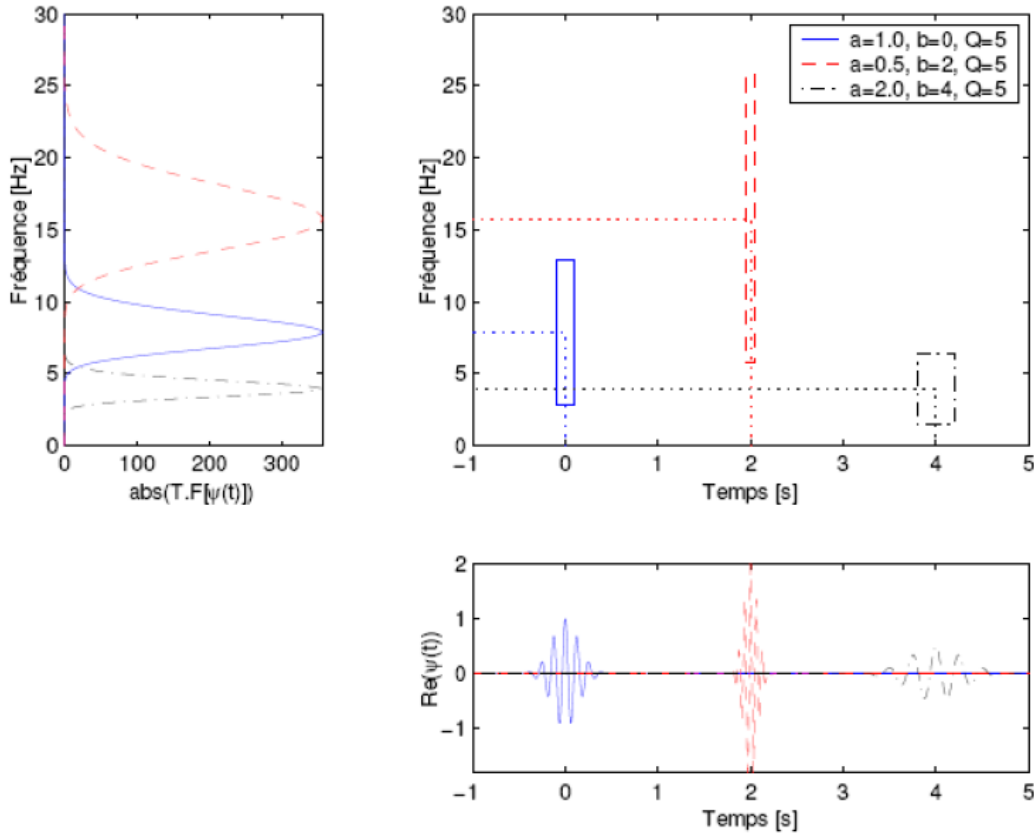 30
25
20
15
10
5
0
Fréquence [Hz]
0 100 200 300
abs(T.F[ψ(t)])
30
25
20
15
10
5
0
Fréquence [Hz]
a=1.0, b=0, Q=5
a=0.5, b=2, Q=5
a=2.0, b=4, Q=5
−1 0 1 2 3 4 5
Temps [s]
2
1
0
−1
Re(ψ(t))
−1 0 1 2 3 4 5
Temps [s]